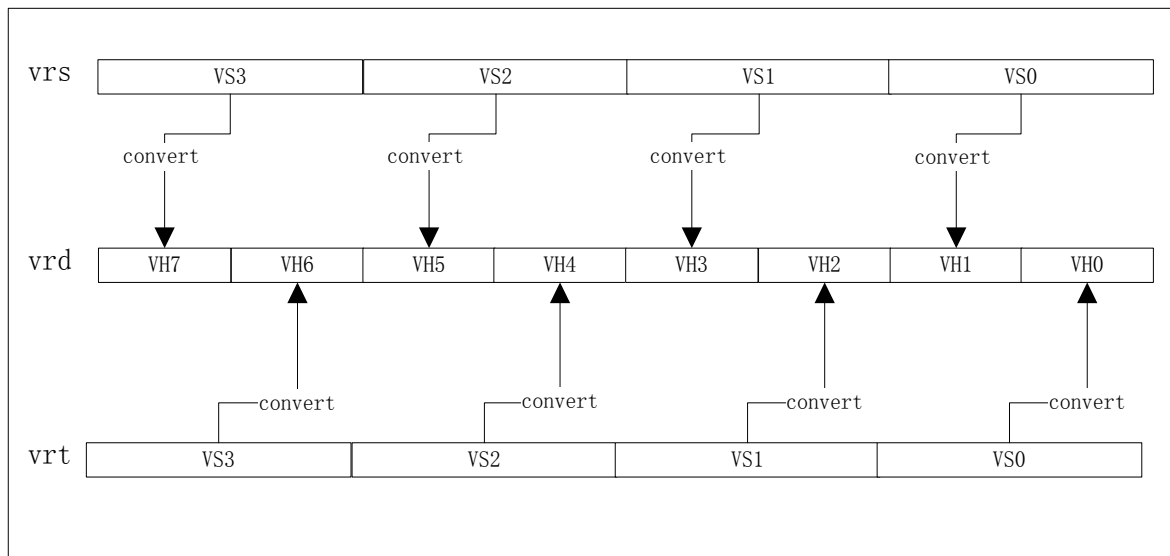 vrs VS3 VS2 VS1 VS0
convert convert convert convert
vrd VH7 VH6 VH5 VH4 VH3 VH2 VH1 VH0
convert convert convert convert
vrt VS3 VS2 VS1 VS0